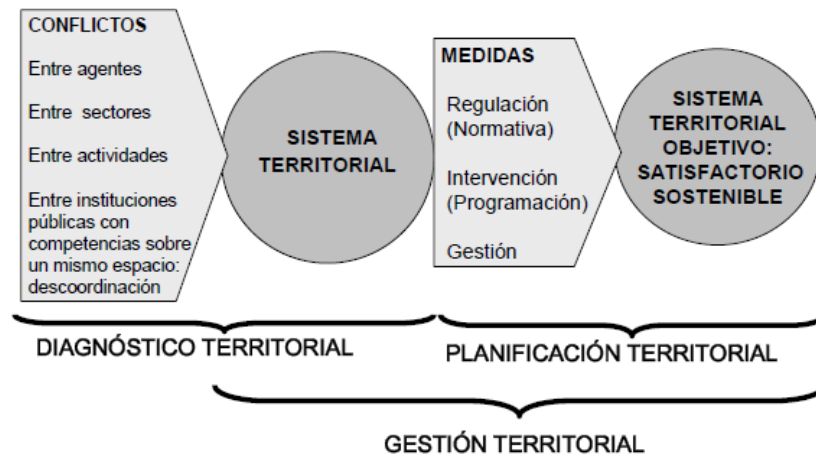 CONFLICTOS
Entre agentes
Entre sectores
Entre actividades
Entre instituciones
públicas con
competencias sobre
un mismo espacio:
descoordinación
SISTEMA
TERRITORIAL
MEDIDAS
Regulación
(Normativa)
Intervención
(Programación)
Gestión
SISTEMA
TERRITORIAL
OBJETIVO:
SATISFACTORIO
SOSTENIBLE
DIAGNÓSTICO TERRITORIAL
PLANIFICACIÓN TERRITORIAL
GESTIÓN TERRITORIAL